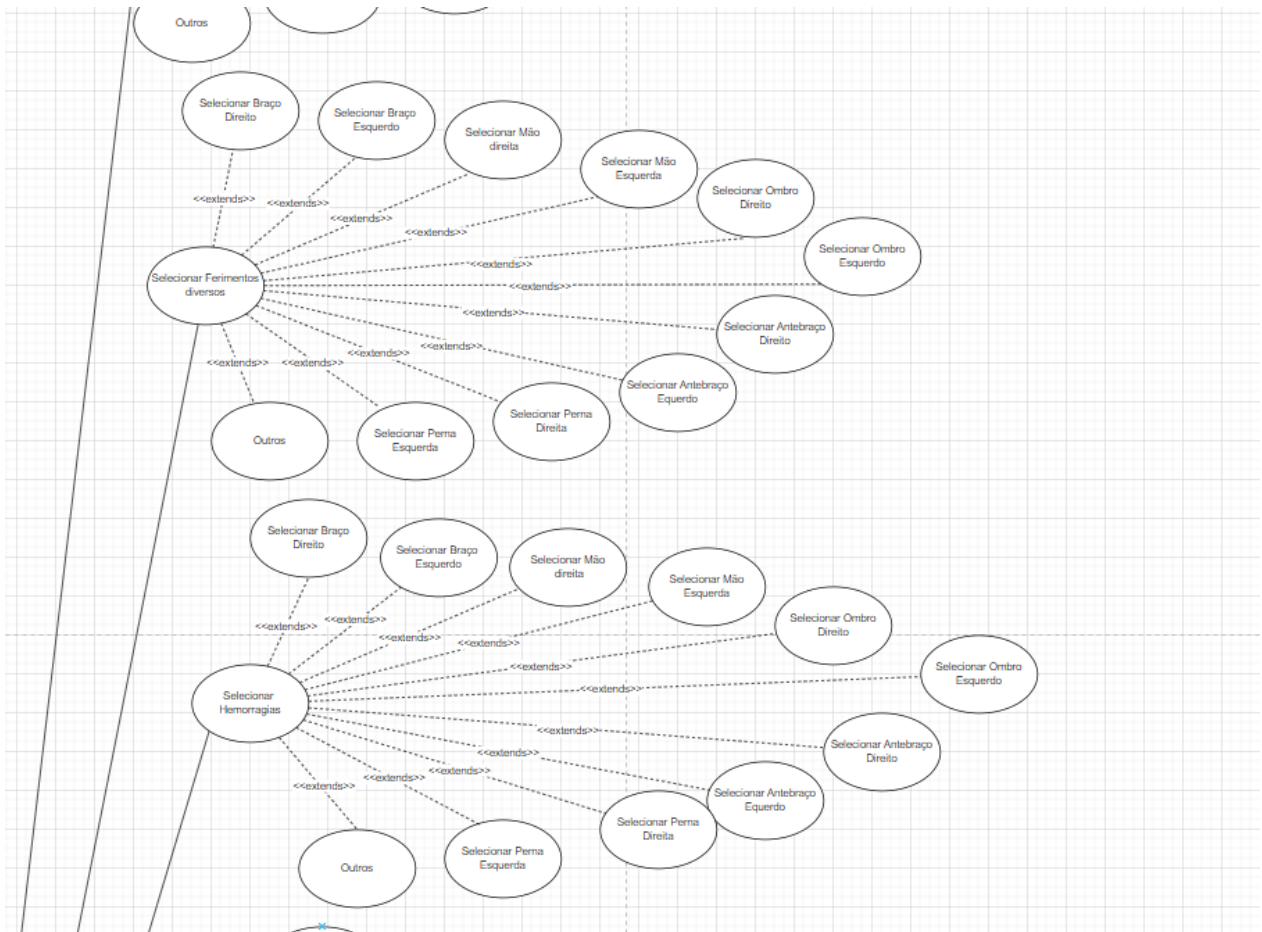 Outros
Selecionar Braço
Direito
Selecionar Braço
Esquerdo
Selecionar Mão
direita
Selecionar Mão
Esquerda
Selecionar Ombro
Direito
Selecionar Ombro
Esquerdo
<<extends>>
<<extends>>
<<extends>>
<<extends>>
<<extends>>
<<extends>>
Selecionar Ferimentos
diversos
<<extends>>
<<extends>>
<<extends>>
<<extends>>
<<extends>>
Selecionar Antebraço
Direito
Selecionar Antebraço
Equerdo
Selecionar Perna
Direita
Selecionar Perna
Esquerda
Outros
Selecionar Braço
Direito
Selecionar Braço
Esquerdo
Selecionar Mão
direita
Selecionar Mão
Esquerda
Selecionar Ombro
Direito
Selecionar Ombro
Esquerdo
<<extends>>
<<extends>>
<<extends>>
<<extends>>
<<extends>>
<<extends>>
Selecionar
Hemorragias
<<extends>>
<<extends>>
<<extends>>
<<extends>>
<<extends>>
Selecionar Antebraço
Direito
Selecionar Antebraço
Equerdo
Selecionar Perna
Direita
Selecionar Perna
Esquerda
Outros